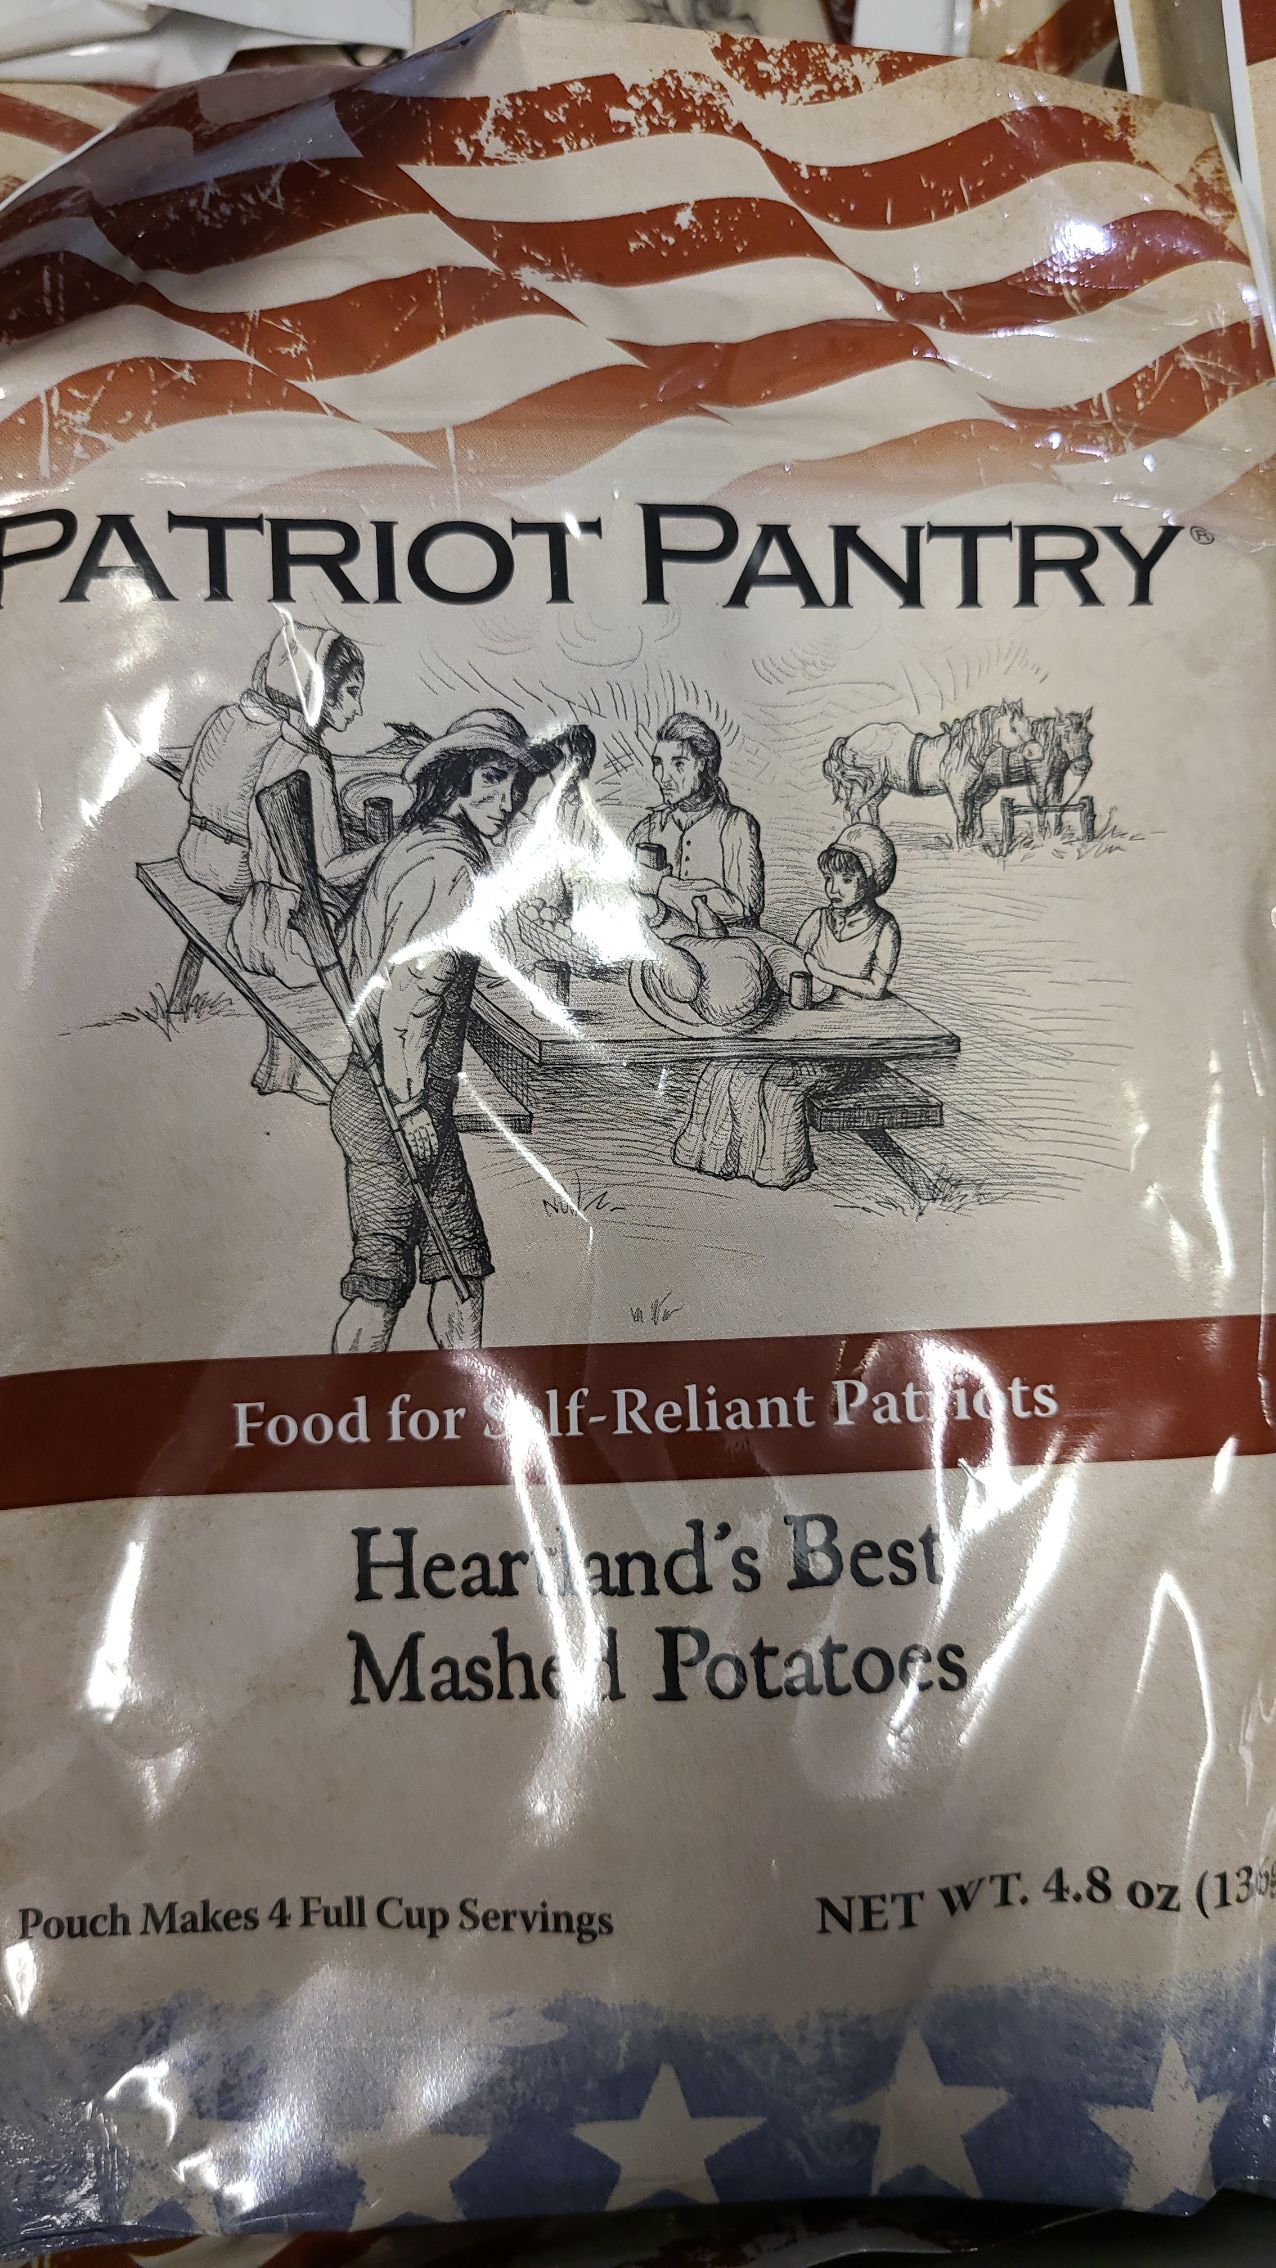 PATRIOT PANTRY®
Food for Self-Reliant Patriots
Heartland's Best
Mashed Potatoes
Pouch Makes 4 Full Cup Servings
NET WT. 4.8 oz (136g